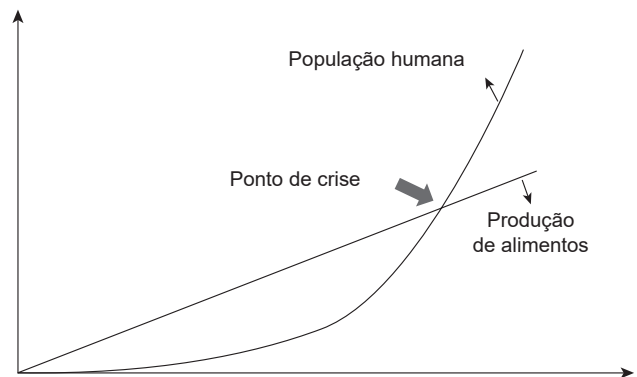 População humana
Ponto de crise
Produção
de alimentos